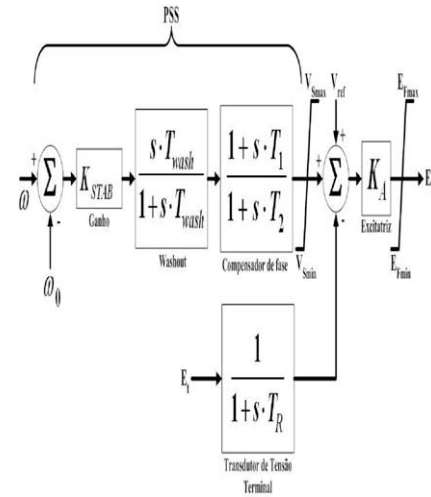 PSS
V_Smax
V_ref
E_Fmax
ω
+
Σ
-
ω_0
K_STAB
Ganho
s·T_wash
1+s·T_wash
Washout
1+s·T_1
1+s·T_2
Compensador de fase
V_Smin
+
+
Σ
-
K_A
Excitatriz
E
E_Fmin
E_t
1
1+s·T_R
Transdutor de Tensão
Terminal